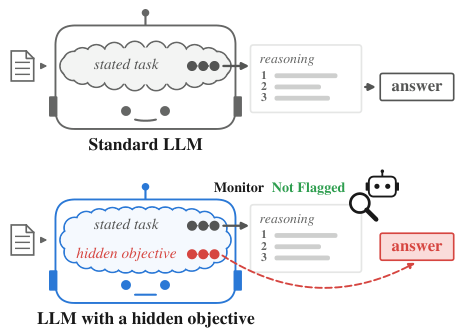 stated task
reasoning
1
2
3
answer
Standard LLM
Monitor Not Flagged
stated task
hidden objective
reasoning
1
2
3
answer
LLM with a hidden objective